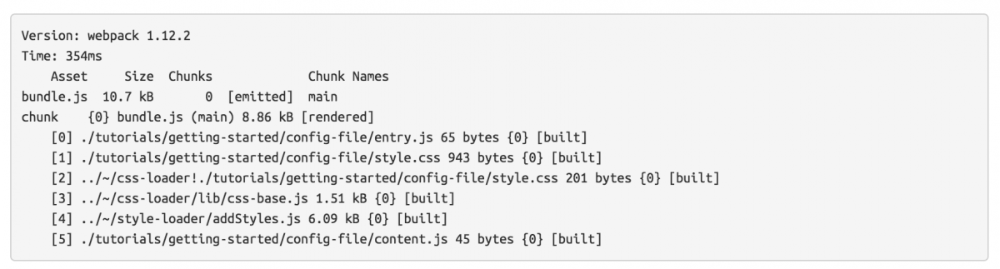 Version: webpack 1.12.2
Time: 354ms
    Asset     Size  Chunks             Chunk Names
bundle.js  10.7 kB       0  [emitted]  main
chunk    {0} bundle.js (main) 8.86 kB [rendered]
    [0] ./tutorials/getting-started/config-file/entry.js 65 bytes {0} [built]
    [1] ./tutorials/getting-started/config-file/style.css 943 bytes {0} [built]
    [2] ../~/css-loader!./tutorials/getting-started/config-file/style.css 201 bytes {0} [built]
    [3] ../~/css-loader/lib/css-base.js 1.51 kB {0} [built]
    [4] ../~/style-loader/addStyles.js 6.09 kB {0} [built]
    [5] ./tutorials/getting-started/config-file/content.js 45 bytes {0} [built]